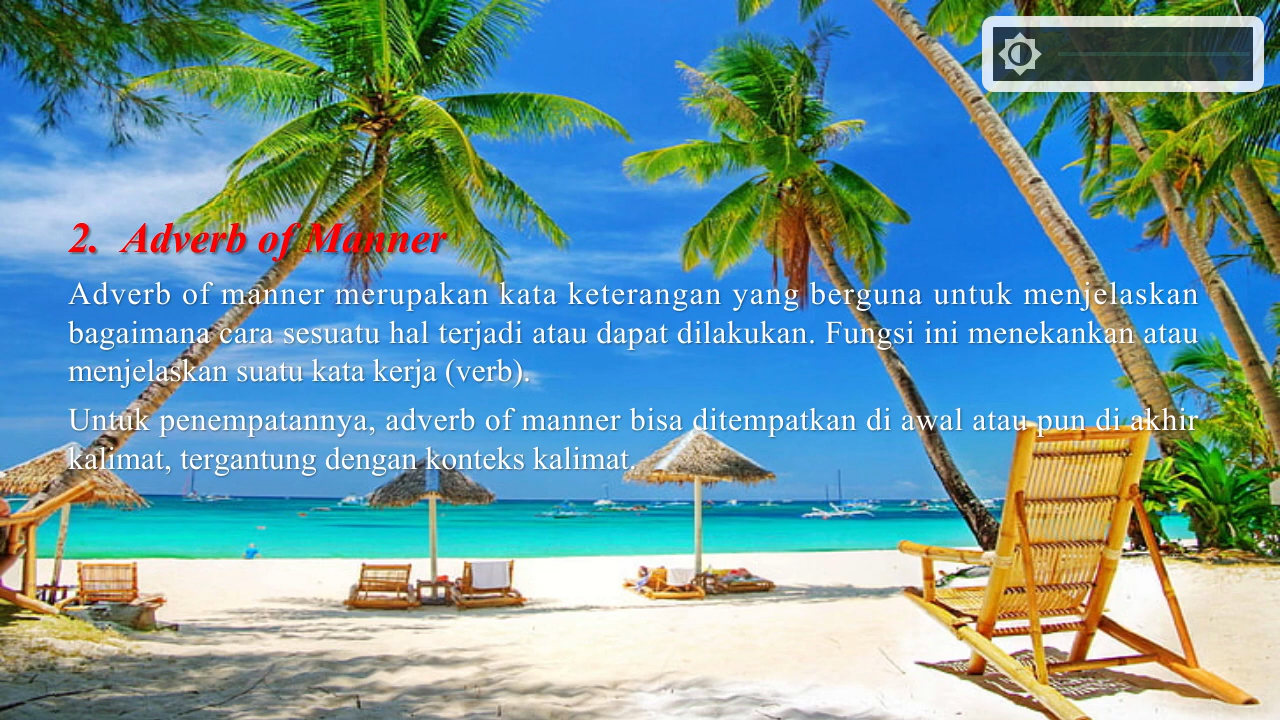 2. Adverb of Manner
Adverb of manner merupakan kata keterangan yang berguna untuk menjelaskan
bagaimana cara sesuatu hal terjadi atau dapat dilakukan. Fungsi ini menekankan atau
menjelaskan suatu kata kerja (verb).
Untuk penempatannya, adverb of manner bisa ditempatkan di awal atau pun di akhir
kalimat, tergantung dengan konteks kalimat.